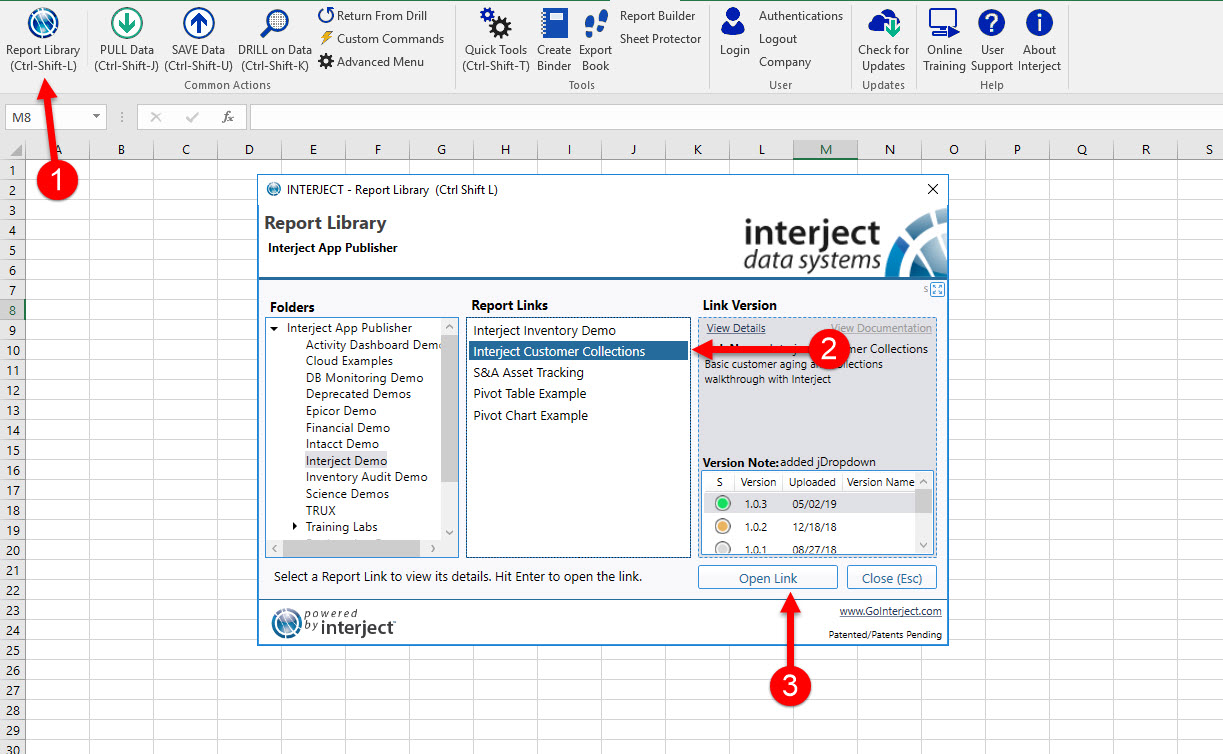 Report Library
(Ctrl-Shift-L)
PULL Data
(Ctrl-Shift-J)
SAVE Data
(Ctrl-Shift-U)
DRILL on Data
(Ctrl-Shift-K)
Return From Drill
Custom Commands
Advanced Menu
Common Actions
Quick Tools
(Ctrl-Shift-T)
Create
Binder
Export
Book
Report Builder
Sheet Protector
Tools
Login
Authentications
Logout
Company
User
Check for
Updates
Updates
Online
Training
User
Support
About
Interject
Help
M8
fx
A B C D E F G H I J K L M N O P Q R S
1
2
3
4
5
6
7
8
9
10
11
12
13
14
15
16
17
18
19
20
21
22
23
24
25
26
27
28
29
30
1
INTERJECT - Report Library (Ctrl Shift L)
Report Library
Interject App Publisher
interject
data systems
S
Folders
Interject App Publisher
Activity Dashboard Demo
Cloud Examples
DB Monitoring Demo
Deprecated Demos
Epicor Demo
Financial Demo
Intacct Demo
Interject Demo
Inventory Audit Demo
Science Demos
TRUX
Training Labs
Report Links
Interject Inventory Demo
Interject Customer Collections
S&A Asset Tracking
Pivot Table Example
Pivot Chart Example
Link Version
View Details
View Documentation
2
Collections
Basic customer aging
walkthrough with Interject
Version Note: added jDropdown
S Version Uploaded Version Name
1.0.3 05/02/19
1.0.2 12/18/18
1.0.1 08/27/18
Select a Report Link to view its details. Hit Enter to open the link.
Open Link
Close (Esc)
powered
by interject
www.GoInterject.com
Patented/Patents Pending
3